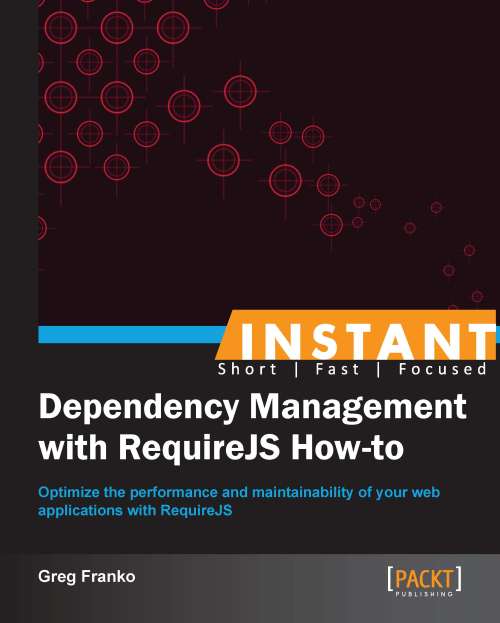 INSTANT
Short | Fast | Focused
Dependency Management
with RequireJS How-to
Optimize the performance and maintainability of your web
applications with RequireJS
Greg Franko
[PACKT]
PUBLISHING